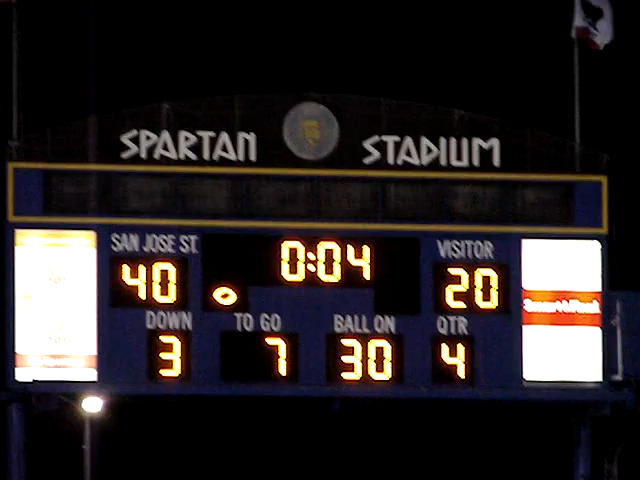 SPARTAN STADIUM
SAN JOSE ST. 40
0:04
VISITOR 20
DOWN 3
TO GO 7
BALL ON 30
QTR 4